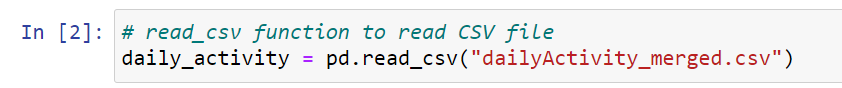 In [2]: # read_csv function to read CSV file
daily_activity = pd.read_csv("dailyActivity_merged.csv")